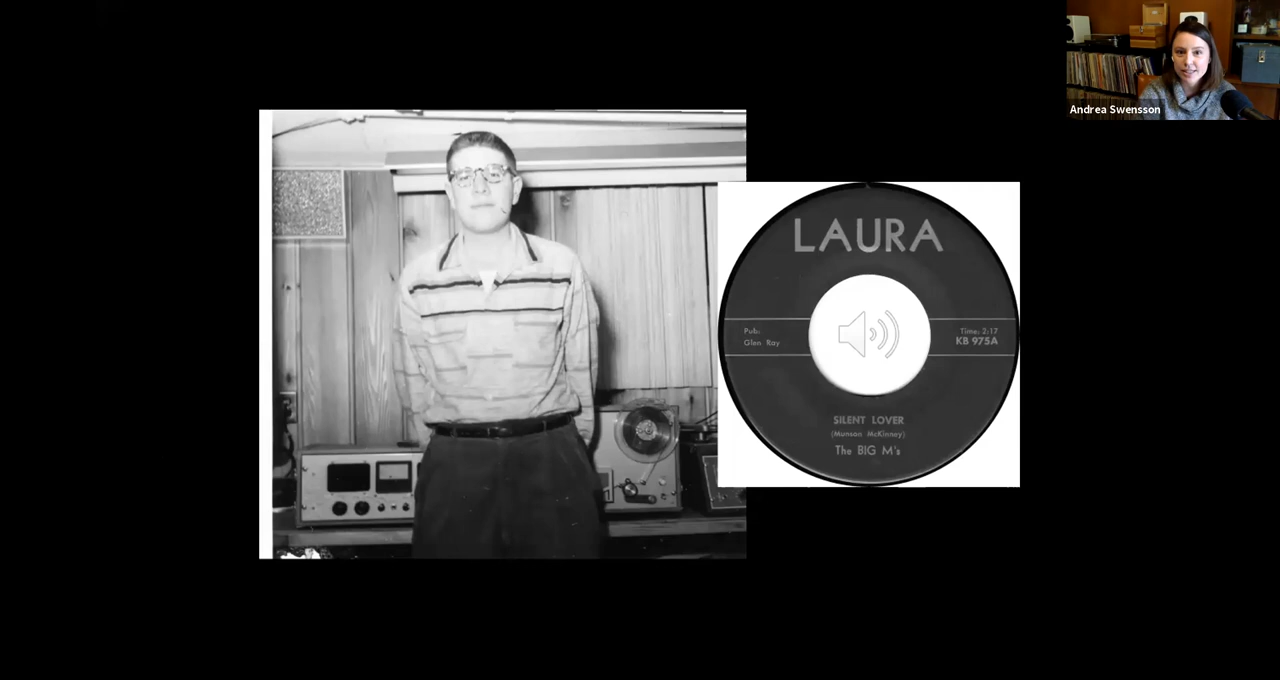 Andrea Swensson
LAURA
Pub:
Glen Ray
Time: 2:17
KB 975A
SILENT LOVER
(Munson McKinney)
The BIG M's